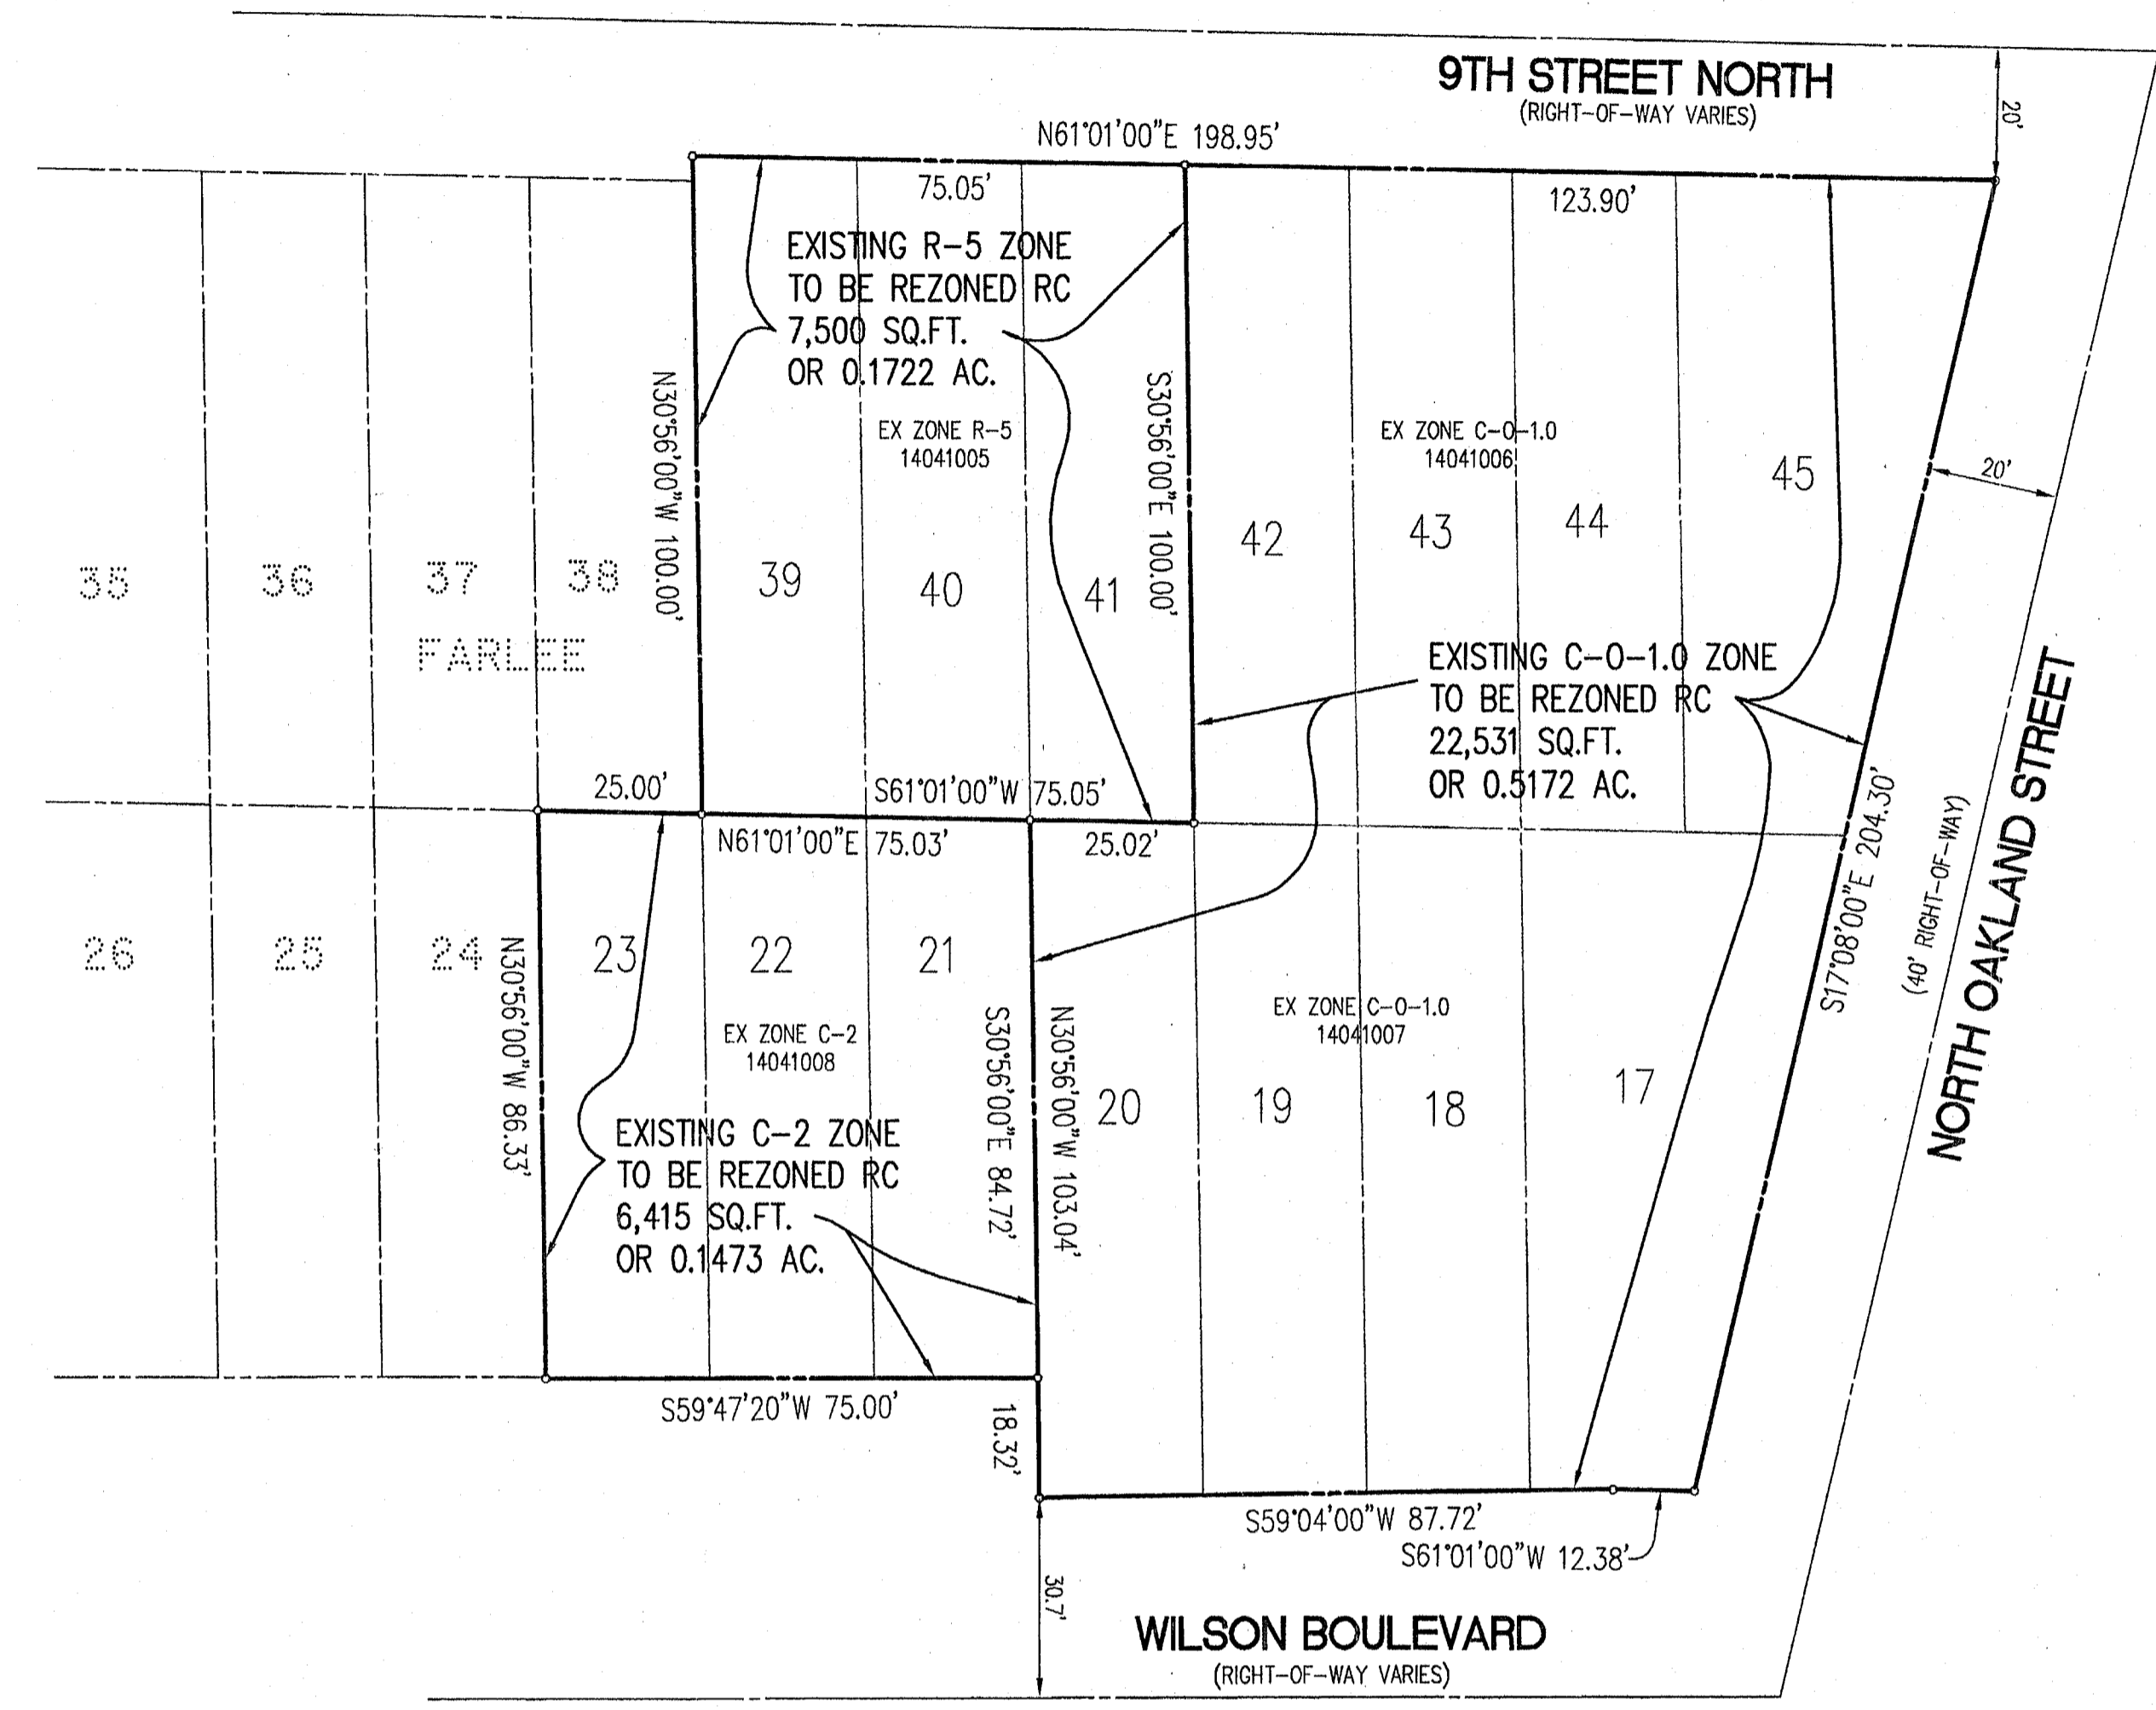 9TH STREET NORTH
(RIGHT-OF-WAY VARIES)
20'
N61°01'00"E 198.95'
75.05'
123.90'
EXISTING R-5 ZONE
TO BE REZONED RC
7,500 SQ.FT.
OR 0.1722 AC.
N30°56'00"W 100.00'
S30°56'00"E 100.00'
EX ZONE R-5
14041005
EX ZONE C-O-1.0
14041006
20'
35
36
37
38
39
40
41
42
43
44
45
FARLEE
EXISTING C-O-1.0 ZONE
TO BE REZONED RC
22,531 SQ.FT.
OR 0.5172 AC.
25.00'
S61°01'00"W 75.05'
N61°01'00"E 75.03'
25.02'
S17°08'00"E 204.30'
(40' RIGHT-OF-WAY)
NORTH OAKLAND STREET
26
25
24
23
22
21
20
19
18
17
N30°56'00"W 86.33'
EX ZONE C-2
14041008
S30°56'00"E 84.72'
N30°56'00"W 103.04'
EX ZONE C-O-1.0
14041007
EXISTING C-2 ZONE
TO BE REZONED RC
6,415 SQ.FT.
OR 0.1473 AC.
S59°47'20"W 75.00'
18.32'
S59°04'00"W 87.72'
S61°01'00"W 12.38'
30.7'
WILSON BOULEVARD
(RIGHT-OF-WAY VARIES)